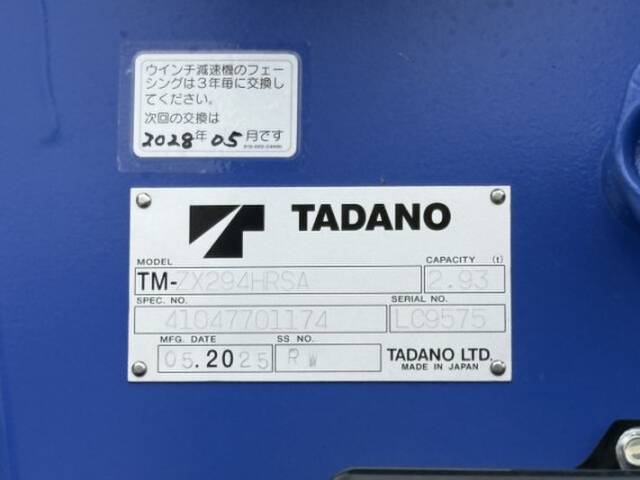 ウインチ減速機のフェー
シングは3年毎に交換し
てください。
次回の交換は
2028年05月です
TADANO
MODEL CAPACITY (t)
TM-ZX294HRSA 2.93
SPEC. NO. SERIAL NO.
41047701174 LC9575
MFG. DATE SS NO.
05.2025 RW TADANO LTD.
MADE IN JAPAN